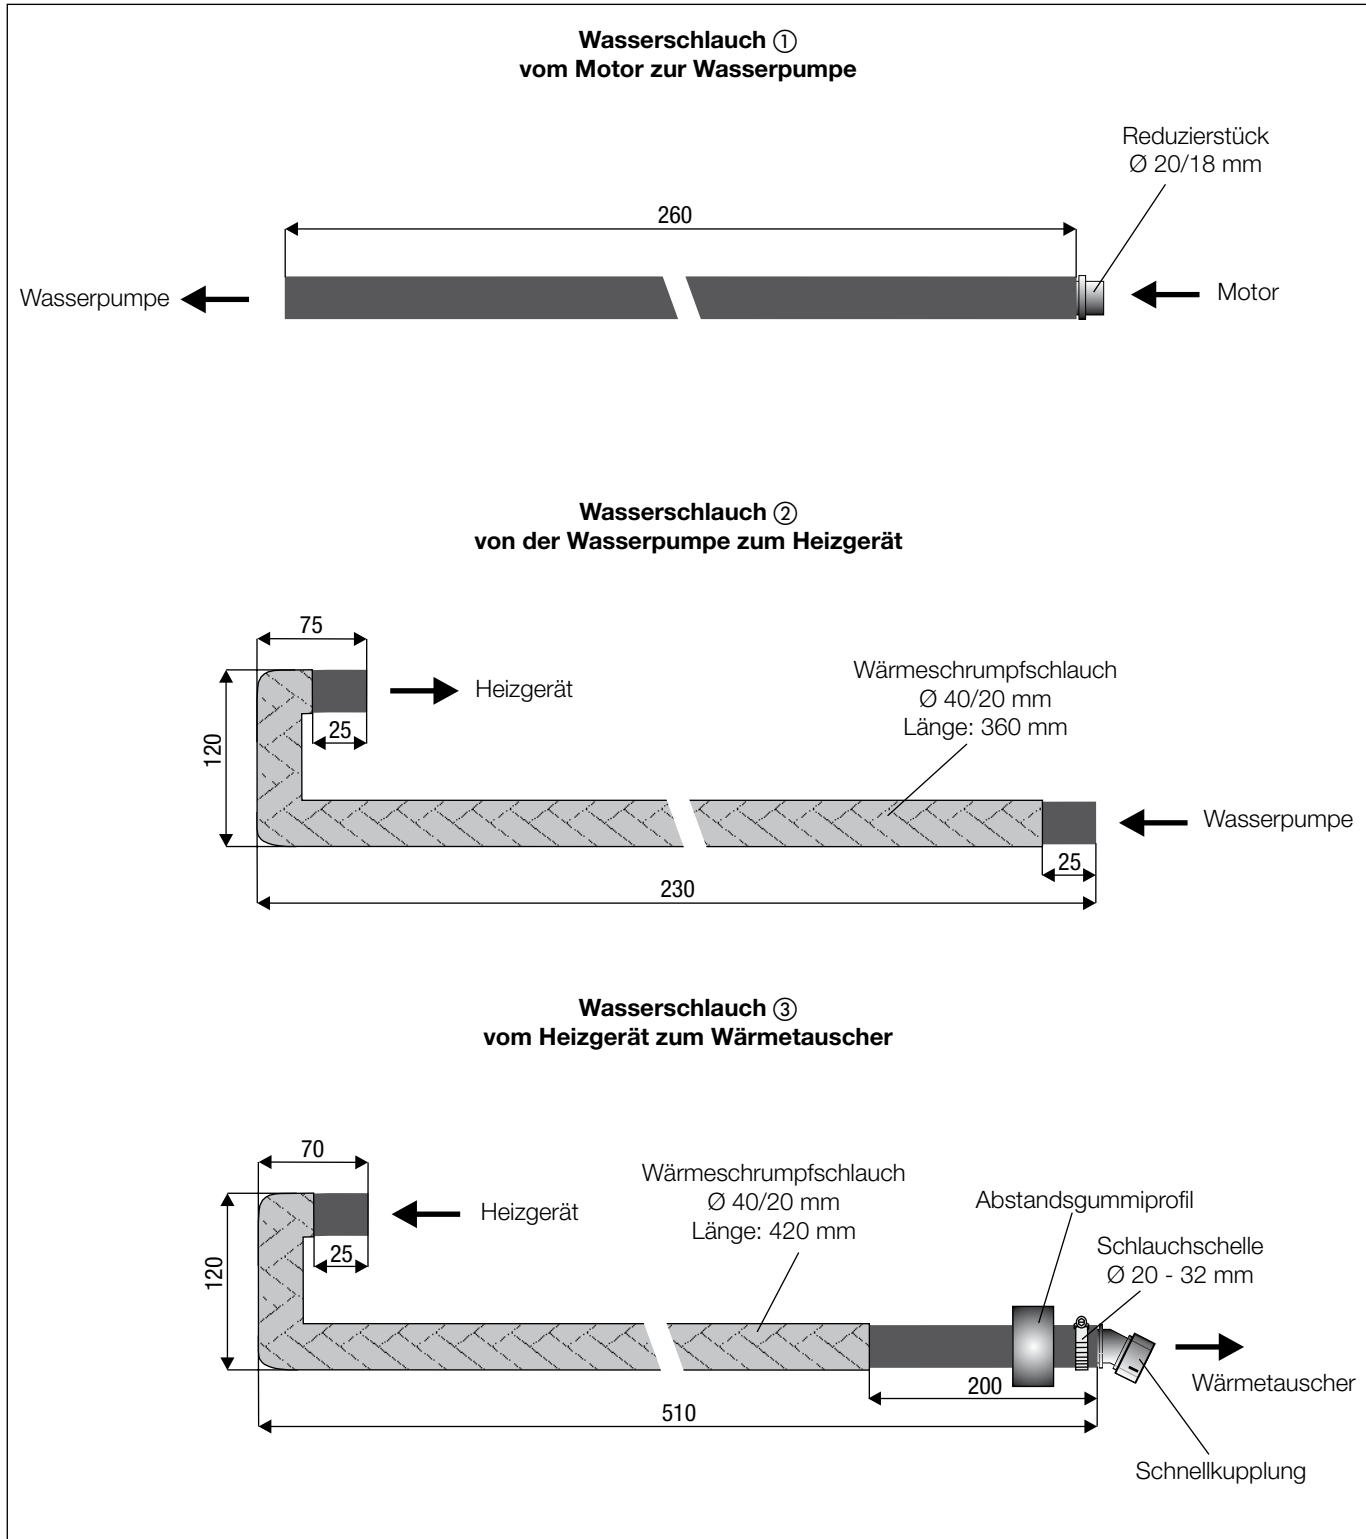 Wasserschlauch ①
vom Motor zur Wasserpumpe
Reduzierstück
Ø 20/18 mm
260
Wasserpumpe
Motor
Wasserschlauch ②
von der Wasserpumpe zum Heizgerät
75
Heizgerät
25
120
Wärmeschrumpfschlauch
Ø 40/20 mm
Länge: 360 mm
Wasserpumpe
25
230
Wasserschlauch ③
vom Heizgerät zum Wärmetauscher
70
Heizgerät
25
120
Wärmeschrumpfschlauch
Ø 40/20 mm
Länge: 420 mm
Abstandsgummiprofil
Schlauchschelle
Ø 20 - 32 mm
Wärmetauscher
200
510
Schnellkupplung